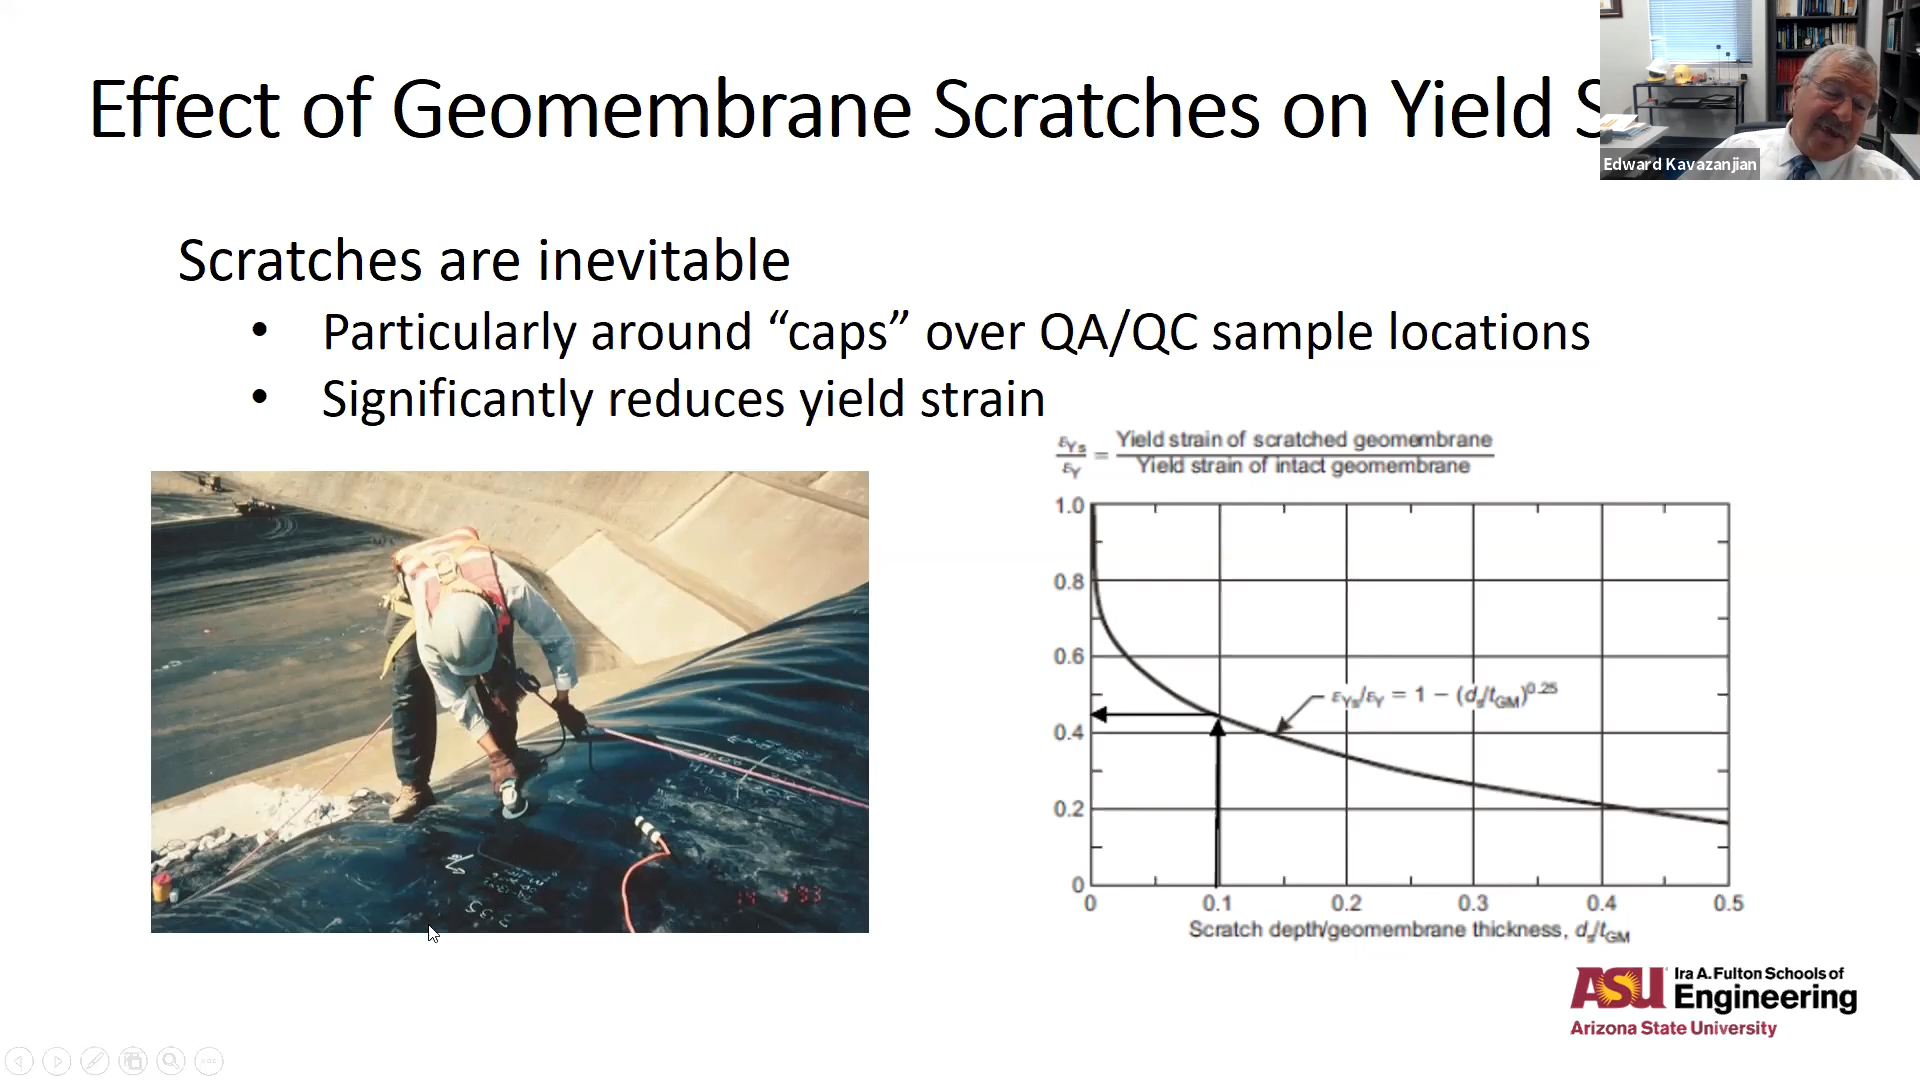 Effect of Geomembrane Scratches on Yield S
Edward Kavazanjian
Scratches are inevitable
• Particularly around “caps” over QA/QC sample locations
• Significantly reduces yield strain
εYs/εY = Yield strain of scratched geomembrane
Yield strain of intact geomembrane
1.0
0.8
0.6
0.4
0.2
0
εYs/εY = 1 − (ds/tGM)^0.25
0 0.1 0.2 0.3 0.4 0.5
Scratch depth/geomembrane thickness, ds/tGM
14 4 '93
ASU Ira A. Fulton Schools of
Engineering
Arizona State University